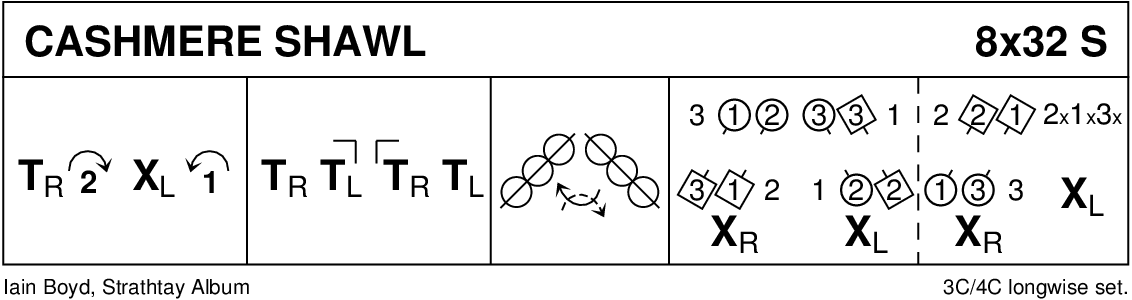 CASHMERE SHAWL 8x32 S
3 1 2 3 3 1 2 2 1 2x1x3x
TR 2 XL 1 TR TL TR TL
3 1 2 1 2 2 1 3 3 XL
XR XL XR
Iain Boyd, Strathtay Album 3C/4C longwise set.